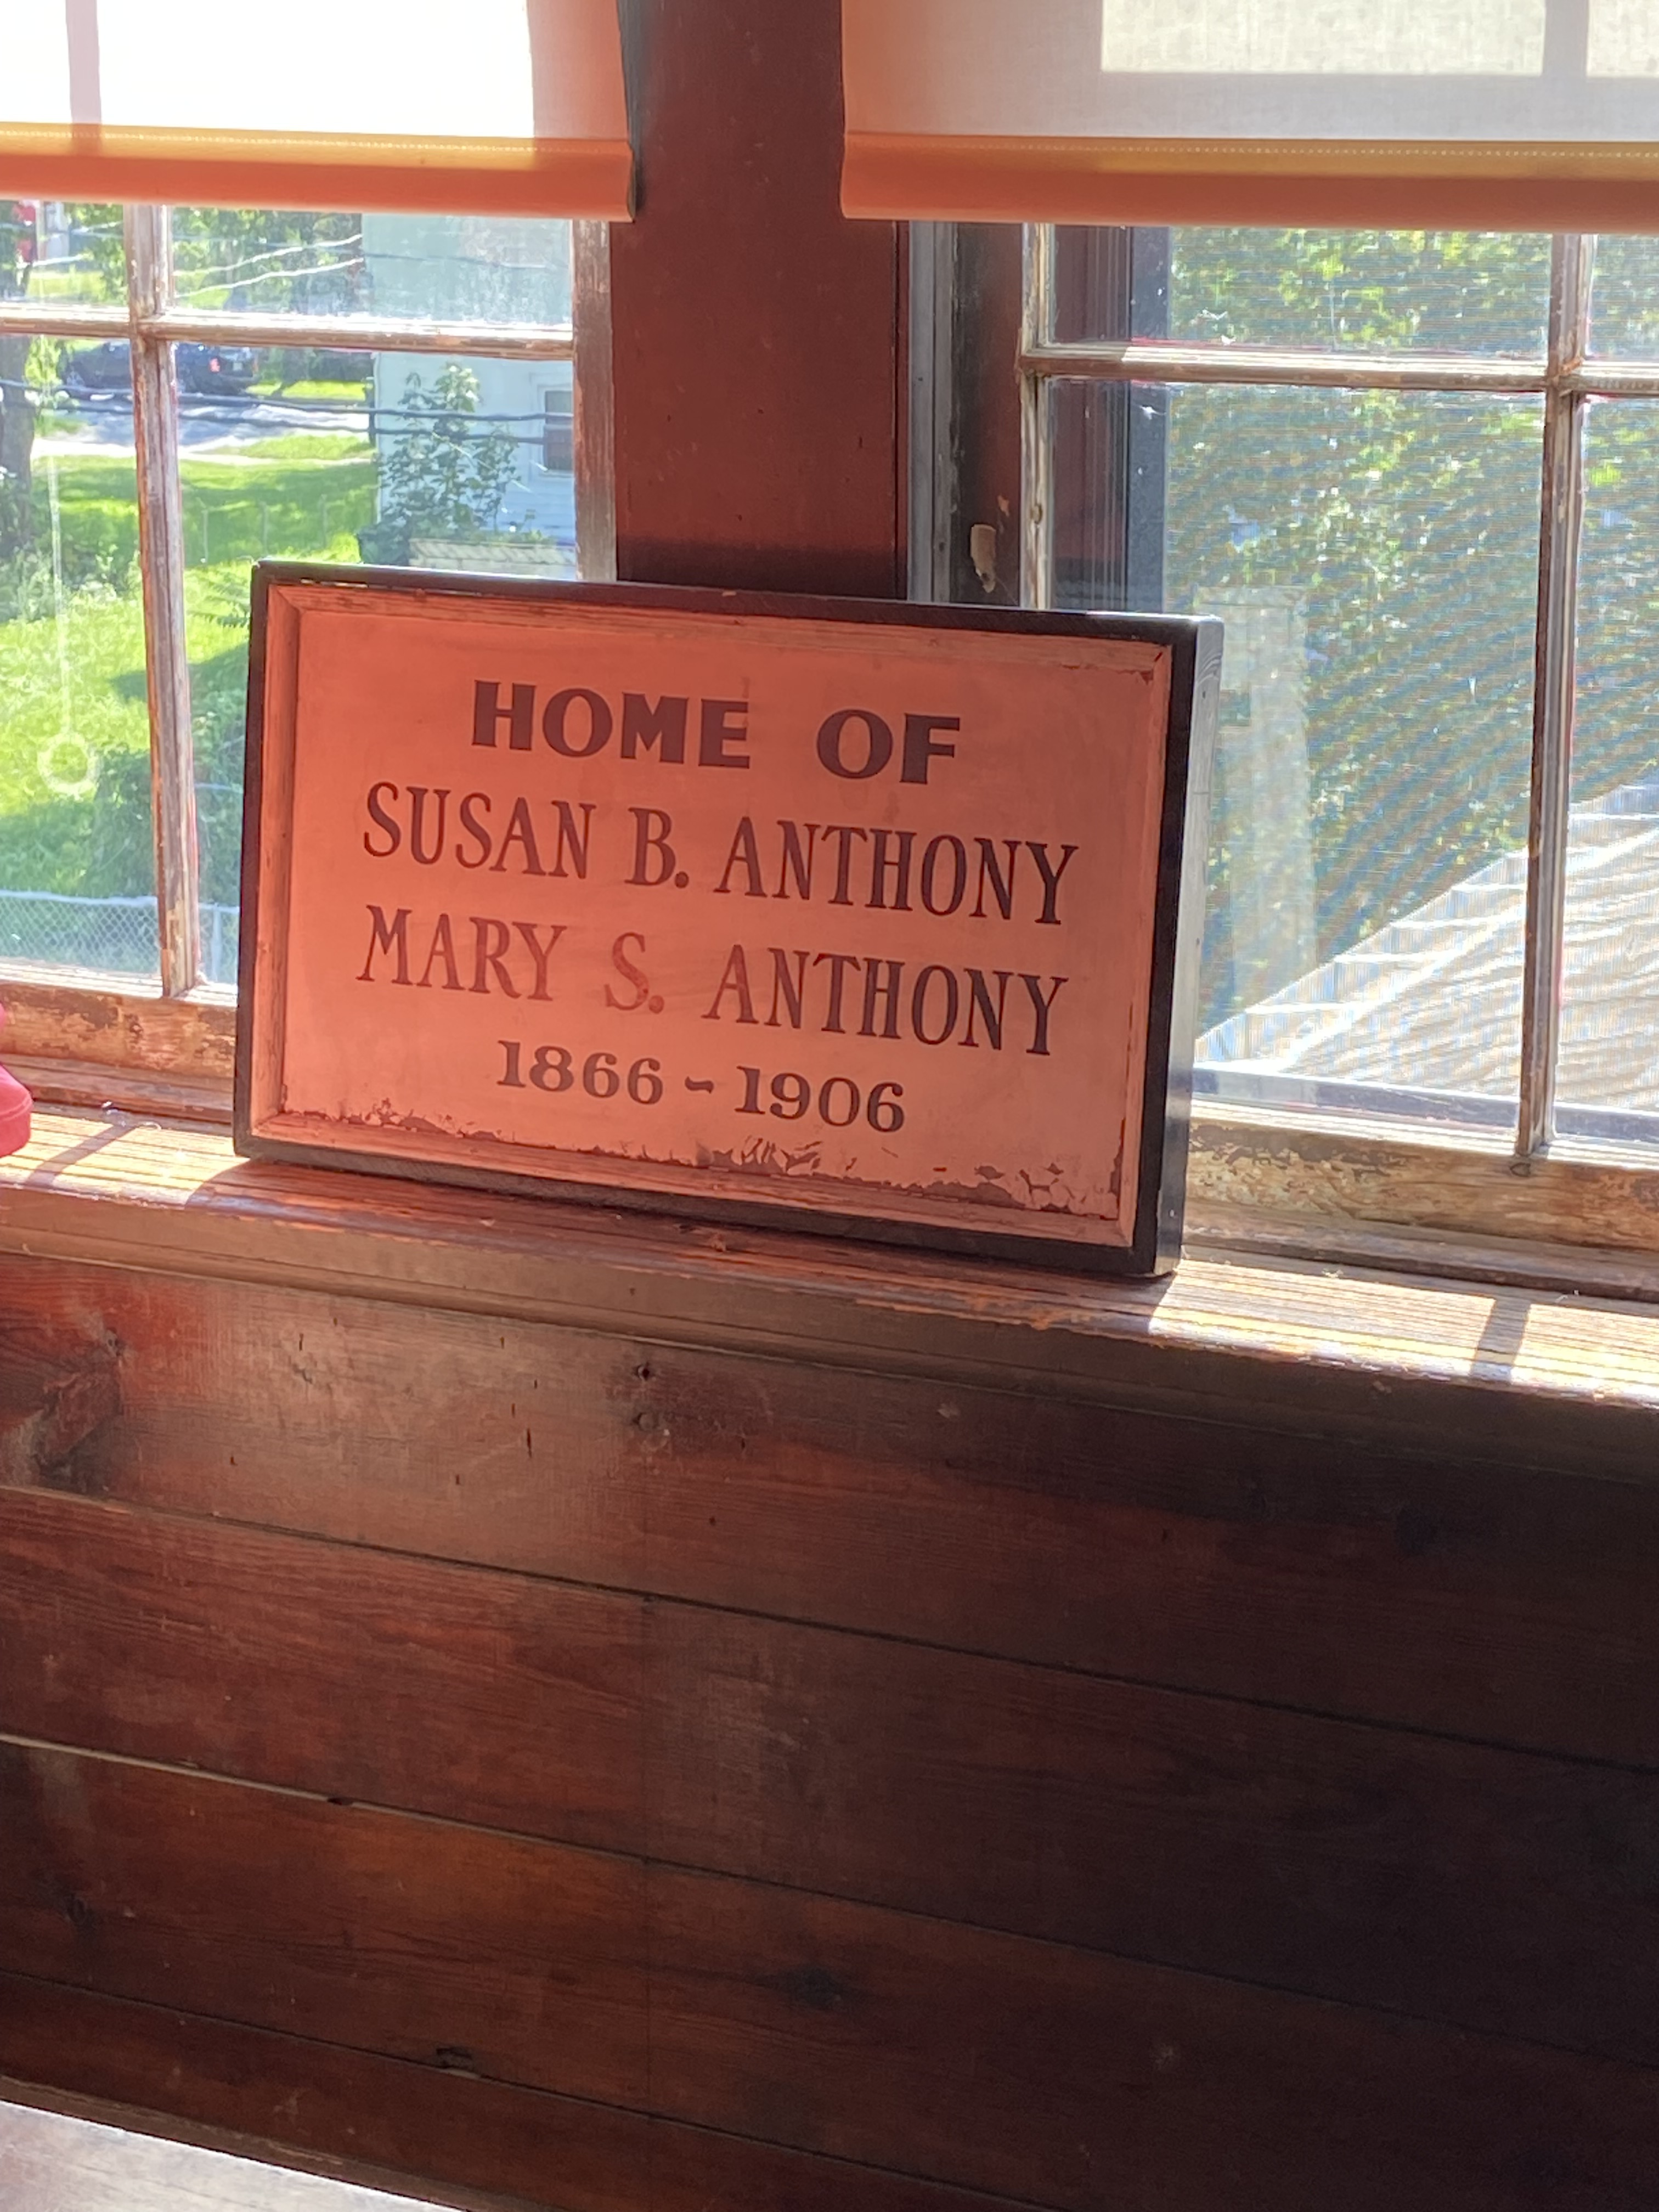 HOME OF
SUSAN B. ANTHONY
MARY S. ANTHONY
1866~1906